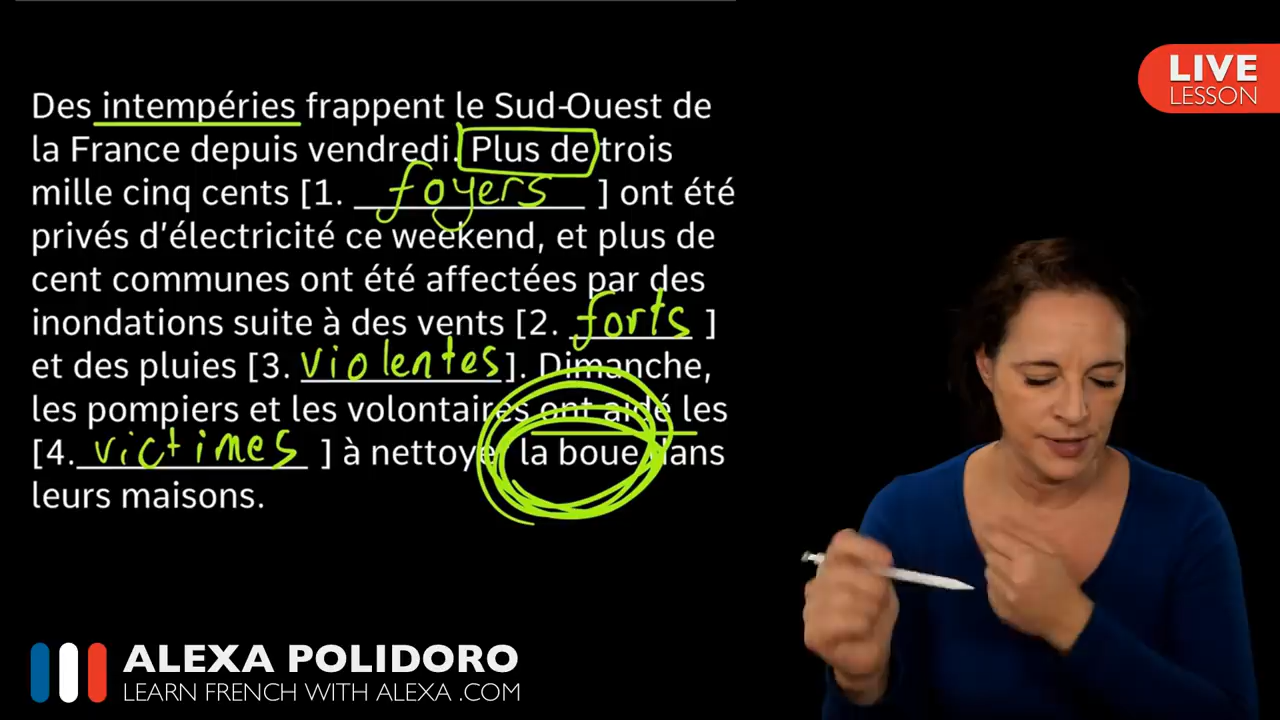 Des intempéries frappent le Sud-Ouest de
la France depuis vendredi. Plus de trois
mille cinq cents [1. foyers ] ont été
privés d'électricité ce weekend, et plus de
cent communes ont été affectées par des
inondations suite à des vents [2. forts ]
et des pluies [3. violentes]. Dimanche,
les pompiers et les volontaires ont aidé les
[4. victimes ] à nettoyer la boue dans
leurs maisons.
LIVE
LESSON
ALEXA POLIDORO
LEARN FRENCH WITH ALEXA .COM